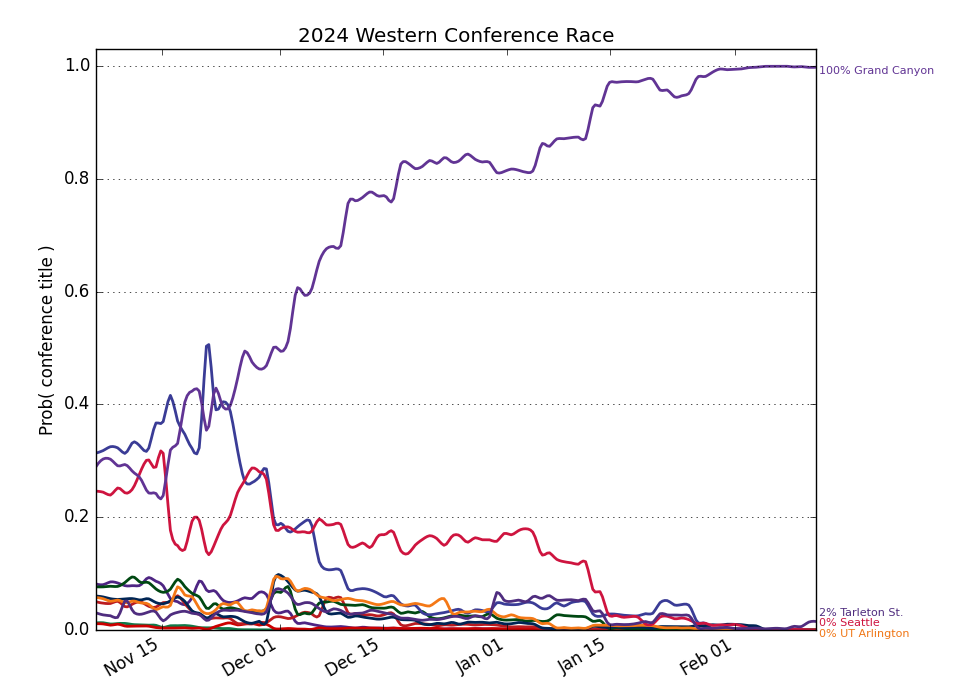 2024 Western Conference Race
1.0
100% Grand Canyon
0.8
0.6
Prob( conference title )
0.4
0.2
2% Tarleton St.
0% Seattle
0% UT Arlington
0.0
Nov 15
Dec 01
Dec 15
Jan 01
Jan 15
Feb 01